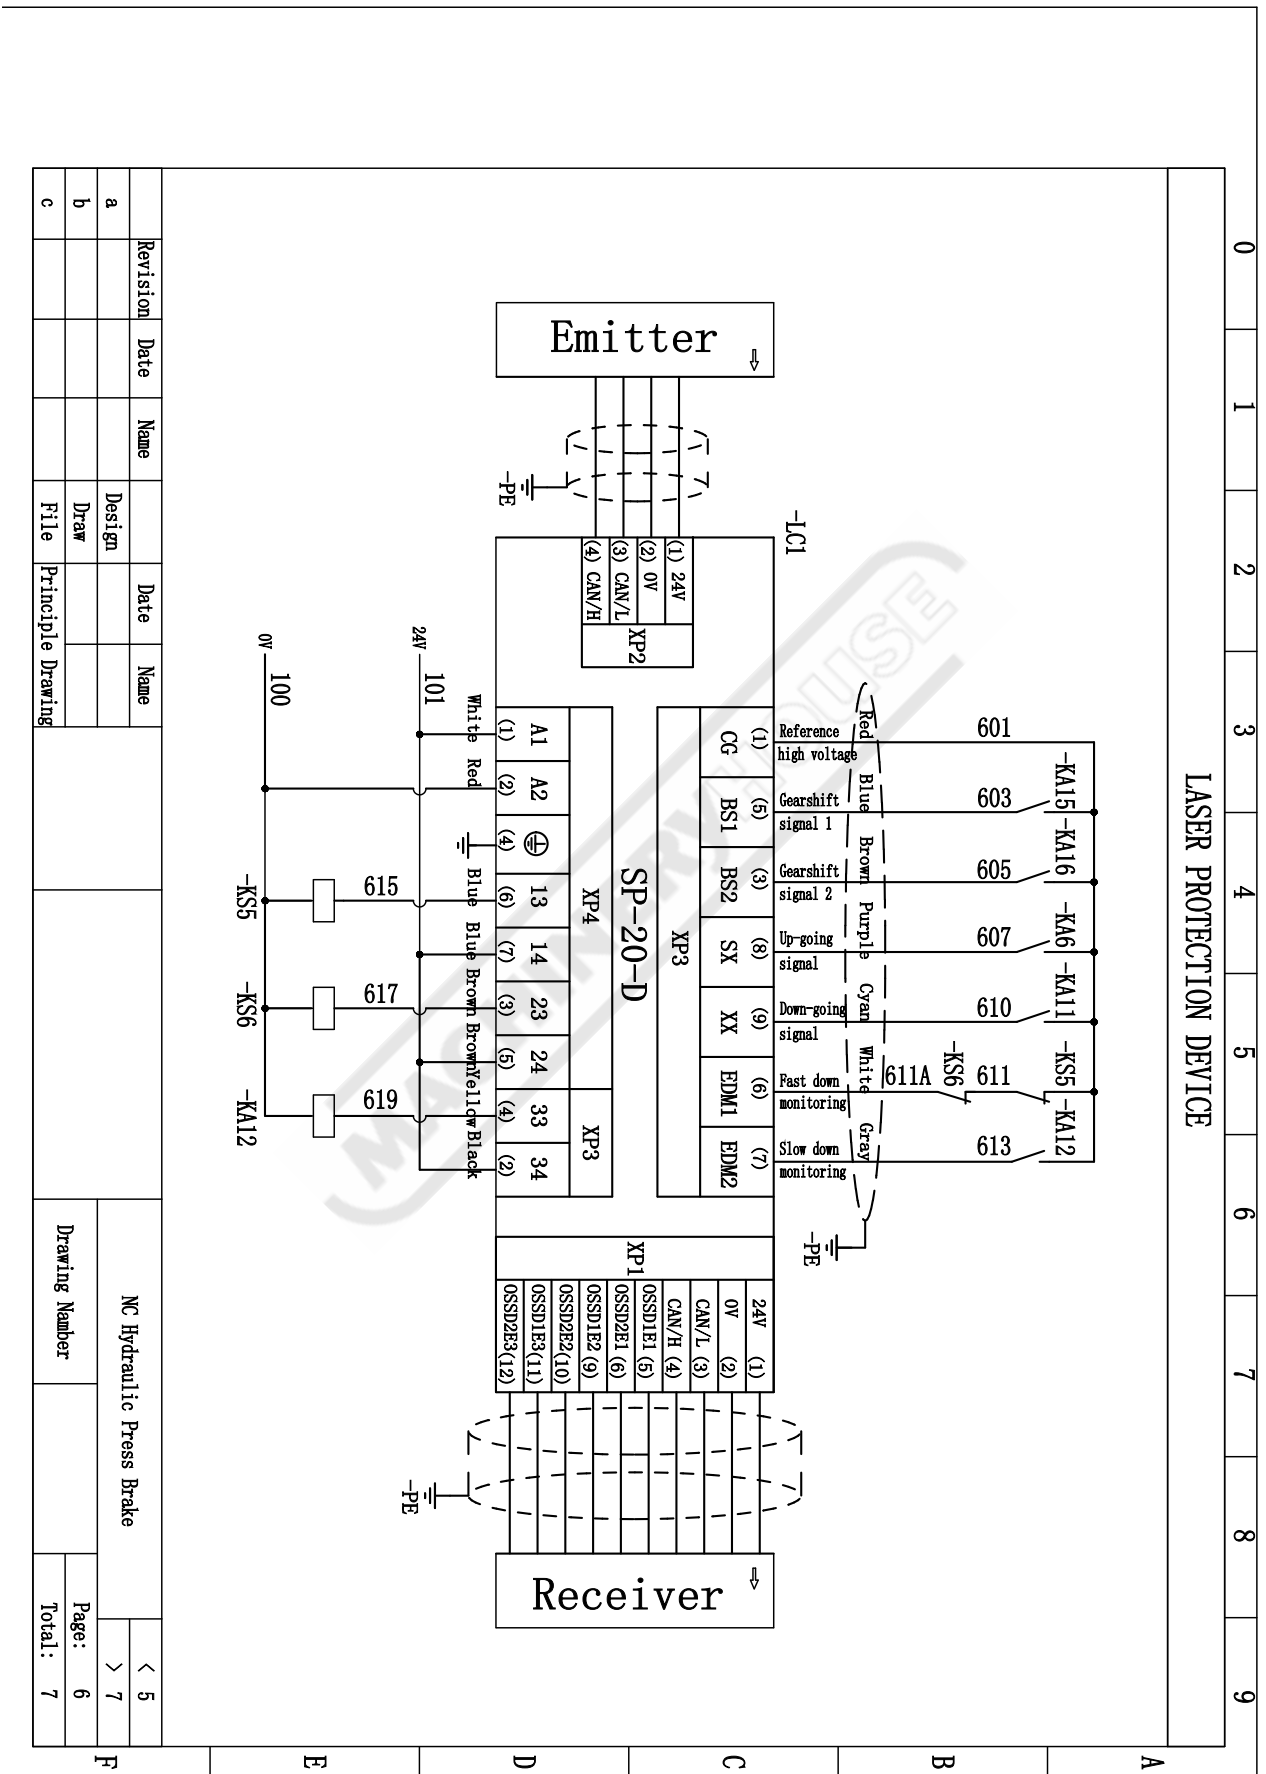 0 1 2 3 4 5 6 7 8 9
A
B
C
D
E
F
LASER PROTECTION DEVICE
-KA15 -KA16 -KA6 -KA11 -KS5 -KA12
-KS6
601 603 605 607 610 611A 611 613
Red Blue Brown Purple Cyan White Gray
-PE
Reference
high voltage
Gearshift
signal 1
Gearshift
signal 2
Up-going
signal
Down-going
signal
Fast down
monitoring
Slow down
monitoring
-LC1
(1) (5) (3) (8) (9) (6) (7)
CG BS1 BS2 SX XX EDM1 EDM2
XP3
SP-20-D
Emitter
-PE
(1) 24V
(2) 0V
(3) CAN/L
(4) CAN/H
XP2
XP1
24V (1)
0V (2)
CAN/L (3)
CAN/H (4)
OSSD1E1 (5)
OSSD2E1 (6)
OSSD1E2 (9)
OSSD2E2(10)
OSSD1E3(11)
OSSD2E3(12)
-PE
Receiver
XP4 XP3
A1 A2 13 14 23 24 33 34
(1) (2) (4) (6) (7) (3) (5) (4) (2)
White Red Blue Blue Brown Brown Yellow Black
24V 101
615 617 619
0V 100
-KS5 -KS6 -KA12
MACHINERYHOUSE
Revision Date Name Date Name
a Design
b Draw
c File Principle Drawing
NC Hydraulic Press Brake
Drawing Namber
< 5
> 7
Page: 6
Total: 7